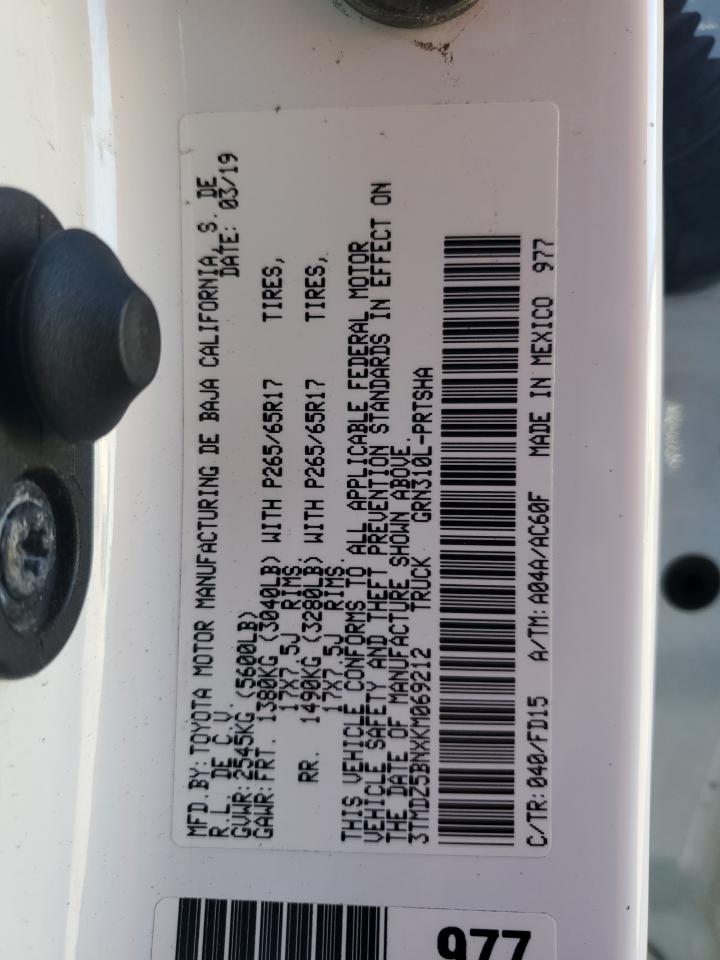 MFD.BY:TOYOTA MOTOR MANUFACTURING DE BAJA CALIFORNIA, S. DE
R.L. DE C.V. DATE: 03/19
GVWR:2545KG (5600LB)
GAWR:FRT. 1380KG (3040LB) WITH P265/65R17 TIRES,
17X7.5J RIMS,
RR. 1490KG (3280LB) WITH P265/65R17 TIRES,
17X7.5J RIMS.
THIS VEHICLE CONFORMS TO ALL APPLICABLE FEDERAL MOTOR
VEHICLE SAFETY AND THEFT PREVENTION STANDARDS IN EFFECT ON
THE DATE OF MANUFACTURE SHOWN ABOVE.
3TMDZ5BNXKM069212 TRUCK GRN310L-PRTSHA
C/TR:040/FD15 A/TM:A04A/AC60F MADE IN MEXICO 977
977